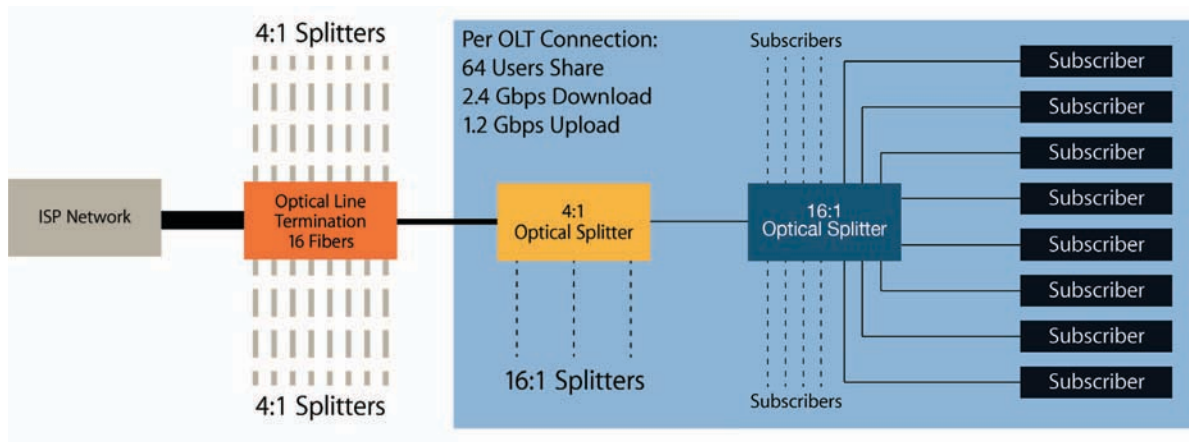 4:1 Splitters
Per OLT Connection:
64 Users Share
2.4 Gbps Download
1.2 Gbps Upload
Subscribers
Subscriber
Subscriber
Subscriber
Subscriber
Subscriber
Subscriber
Subscriber
Subscriber
ISP Network
Optical Line
Termination
16 Fibers
4:1
Optical Splitter
16:1
Optical Splitter
16:1 Splitters
4:1 Splitters
Subscribers